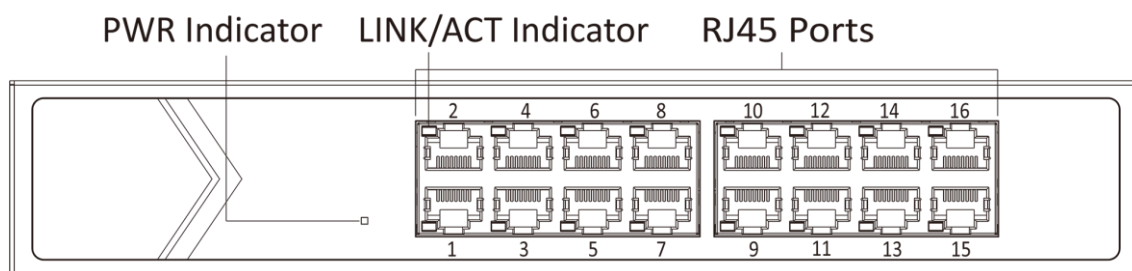 PWR Indicator LINK/ACT Indicator RJ45 Ports
2 4 6 8 10 12 14 16
1 3 5 7 9 11 13 15